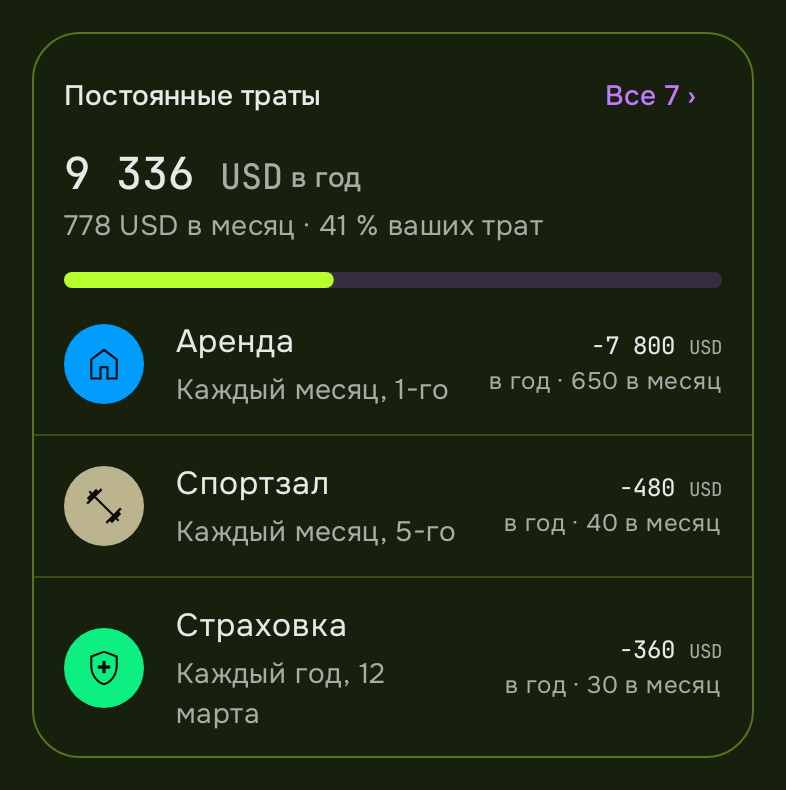 Постоянные траты
Все 7 ›
9 336 USD в год
778 USD в месяц · 41 % ваших трат
Аренда
-7 800 USD
Каждый месяц, 1-го
в год · 650 в месяц
Спортзал
-480 USD
Каждый месяц, 5-го
в год · 40 в месяц
Страховка
-360 USD
Каждый год, 12
марта
в год · 30 в месяц